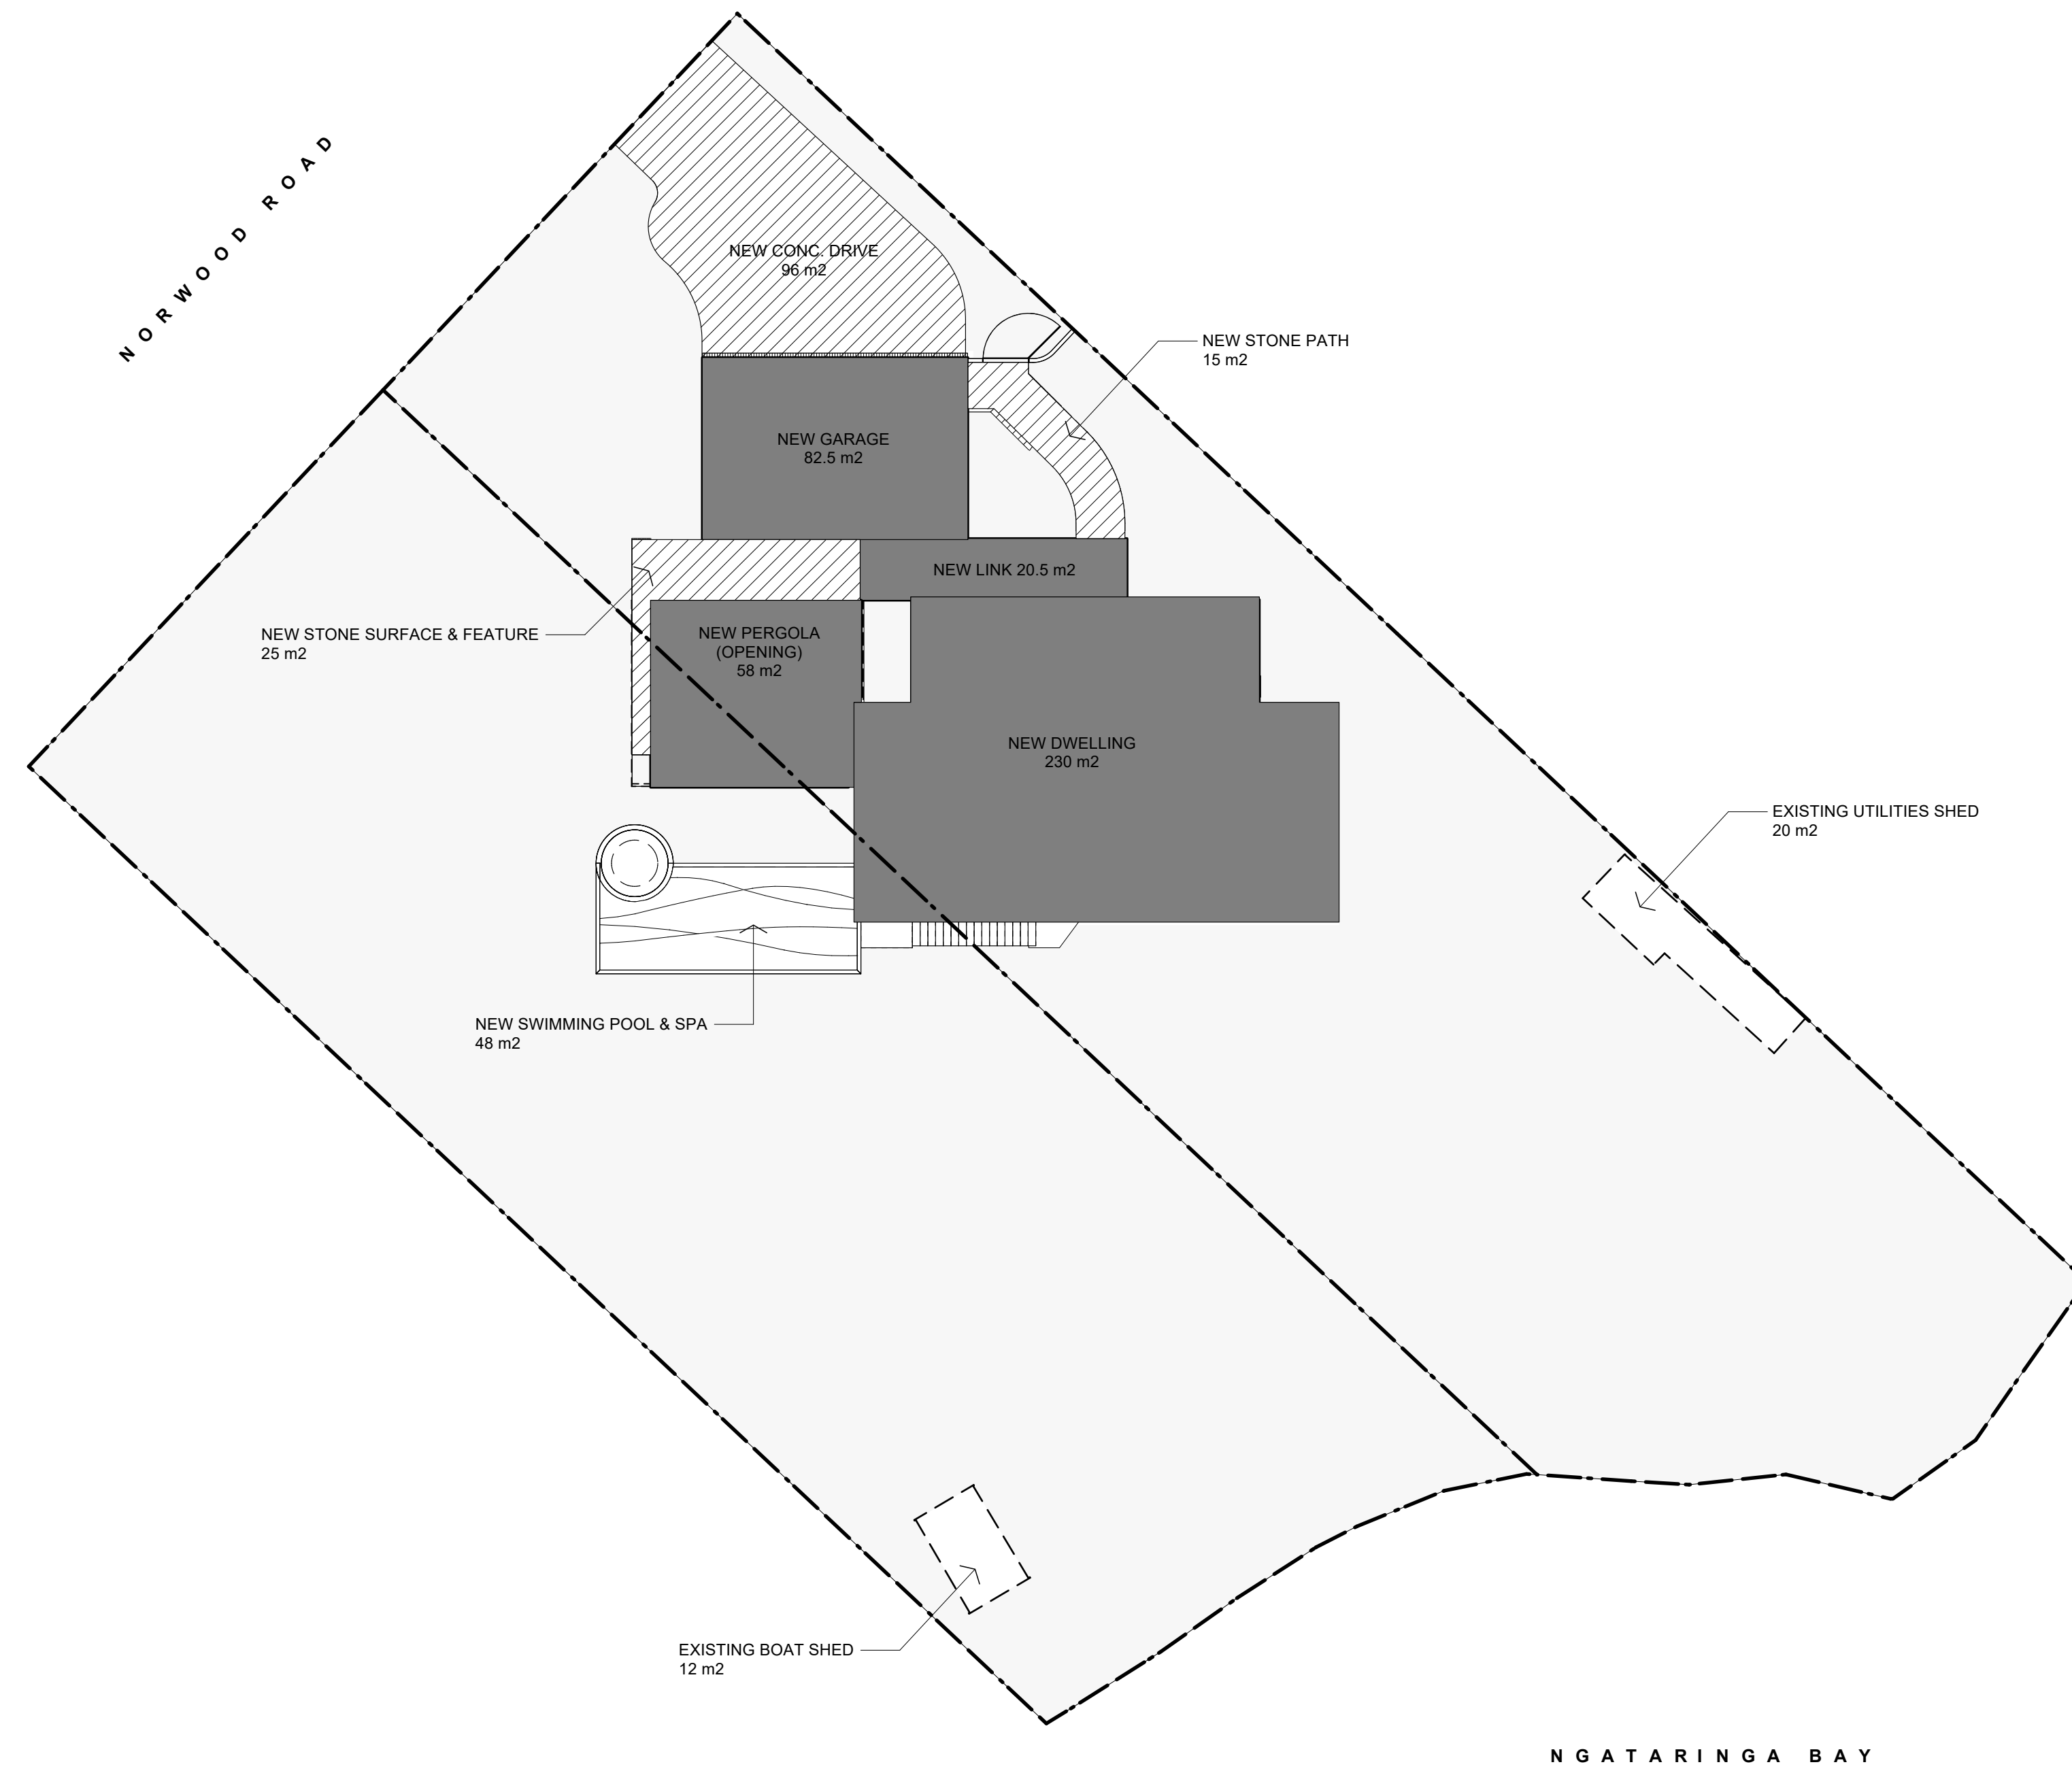 NORWOOD ROAD
NEW CONC. DRIVE
96 m2
NEW STONE PATH
15 m2
NEW GARAGE
82.5 m2
NEW LINK 20.5 m2
NEW STONE SURFACE & FEATURE
25 m2
NEW PERGOLA
(OPENING)
58 m2
NEW DWELLING
230 m2
EXISTING UTILITIES SHED
20 m2
NEW SWIMMING POOL & SPA
48 m2
EXISTING BOAT SHED
12 m2
NGATARINGA BAY